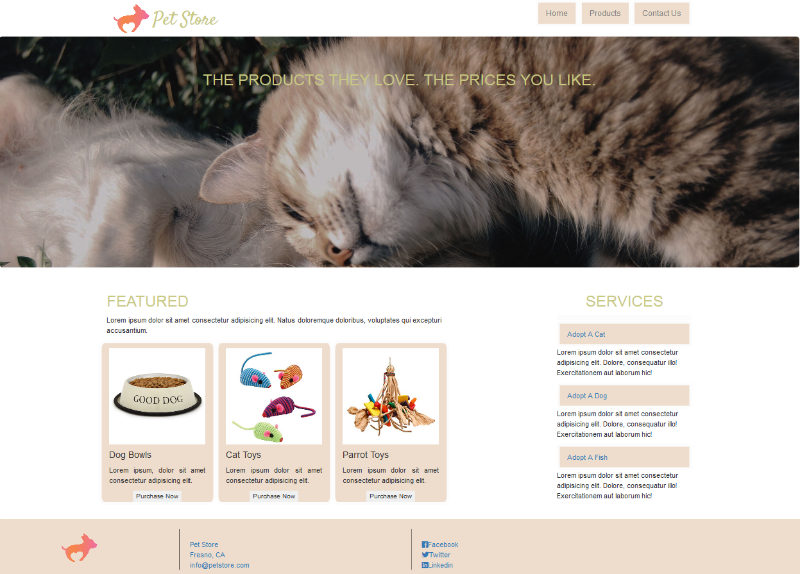 Pet Store
Home
Products
Contact Us
THE PRODUCTS THEY LOVE. THE PRICES YOU LIKE.
FEATURED
Lorem ipsum dolor sit amet consectetur adipisicing elit. Natus doloremque doloribus, voluptates qui excepturi
accusantium.
GOOD DOG
Dog Bowls
Lorem ipsum, dolor sit amet
consectetur adipisicing elit.
Purchase Now
Cat Toys
Lorem ipsum, dolor sit amet
consectetur adipisicing elit.
Purchase Now
Parrot Toys
Lorem ipsum, dolor sit amet
consectetur adipisicing elit.
Purchase Now
SERVICES
Adopt A Cat
Lorem ipsum dolor sit amet consectetur
adipisicing elit. Dolore, consequatur illo!
Exercitationem aut laborum hic!
Adopt A Dog
Lorem ipsum dolor sit amet consectetur
adipisicing elit. Dolore, consequatur illo!
Exercitationem aut laborum hic!
Adopt A Fish
Lorem ipsum dolor sit amet consectetur
adipisicing elit. Dolore, consequatur illo!
Exercitationem aut laborum hic!
Pet Store
Fresno, CA
info@petstore.com
Facebook
Twitter
Linkedin